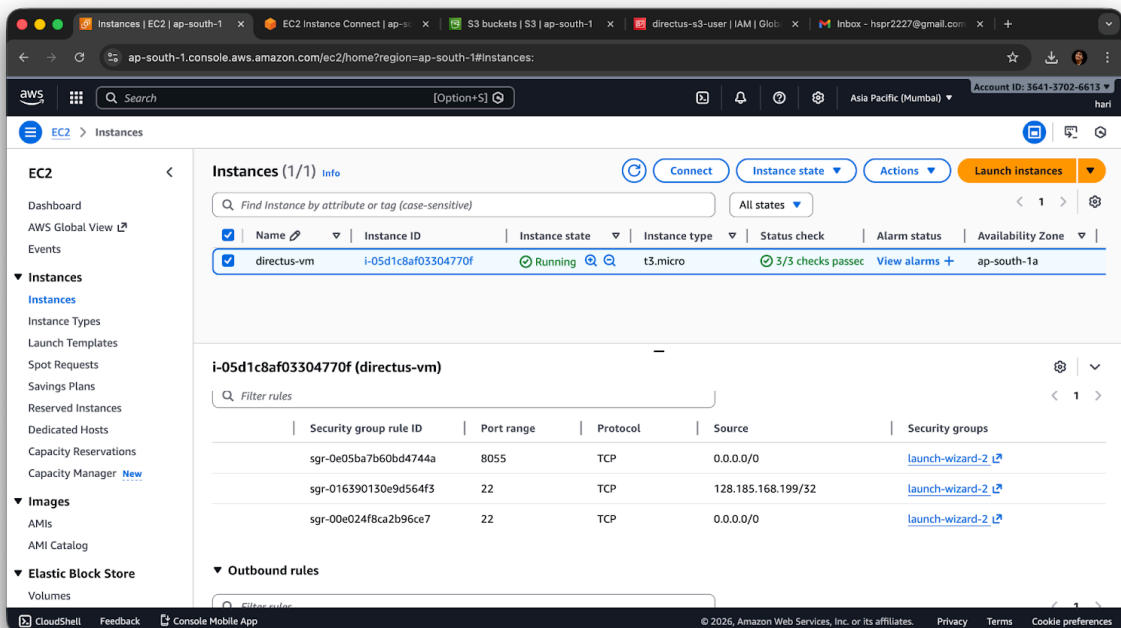 Instances | EC2 | ap-south-1
EC2 Instance Connect | ap-so
S3 buckets | S3 | ap-south-1
directus-s3-user | IAM | Glob
Inbox - hspr2227@gmail.com
ap-south-1.console.aws.amazon.com/ec2/home?region=ap-south-1#Instances:
aws
Search
[Option+S]
Asia Pacific (Mumbai)
Account ID: 3641-3702-6613
hari
EC2 > Instances
EC2
Dashboard
AWS Global View
Events
Instances
Instances
Instance Types
Launch Templates
Spot Requests
Savings Plans
Reserved Instances
Dedicated Hosts
Capacity Reservations
Capacity Manager New
Images
AMIs
AMI Catalog
Elastic Block Store
Volumes
Instances (1/1) Info
Connect
Instance state
Actions
Launch instances
Find Instance by attribute or tag (case-sensitive)
All states
1
Name Instance ID Instance state Instance type Status check Alarm status Availability Zone
directus-vm i-05d1c8af03304770f Running t3.micro 3/3 checks passec View alarms + ap-south-1a
i-05d1c8af03304770f (directus-vm)
Filter rules
1
Security group rule ID Port range Protocol Source Security groups
sgr-0e05ba7b60bd4744a 8055 TCP 0.0.0.0/0 launch-wizard-2
sgr-016390130e9d564f3 22 TCP 128.185.168.199/32 launch-wizard-2
sgr-00e024f8ca2b96ce7 22 TCP 0.0.0.0/0 launch-wizard-2
Outbound rules
Filter rules
1
CloudShell Feedback Console Mobile App © 2026, Amazon Web Services, Inc. or its affiliates. Privacy Terms Cookie preferences